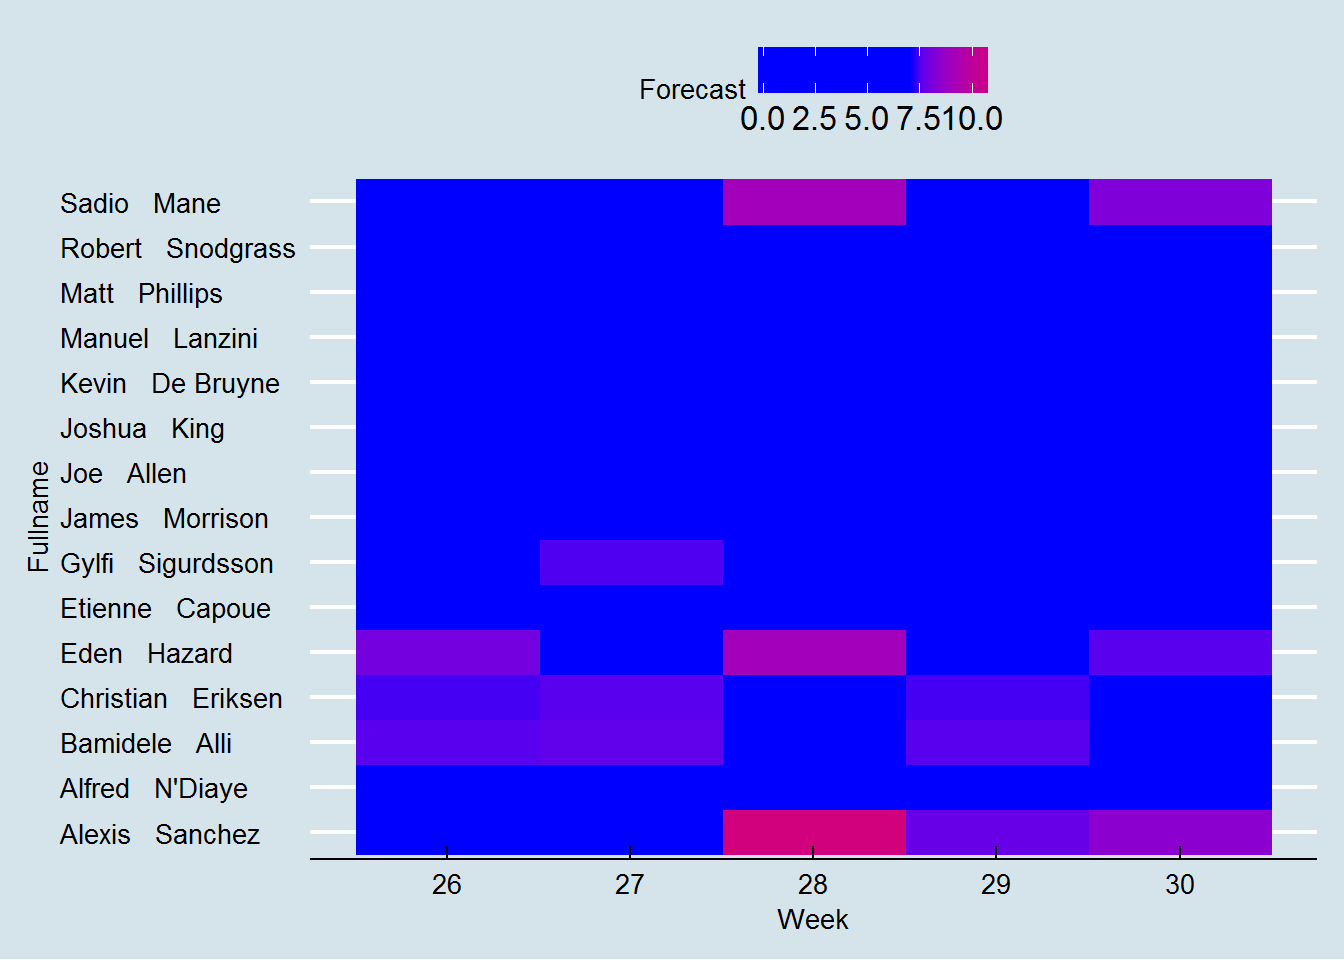 Forecast
0.0 2.5 5.0 7.5 10.0
Sadio Mane
Robert Snodgrass
Matt Phillips
Manuel Lanzini
Kevin De Bruyne
Joshua King
Joe Allen
James Morrison
Gylfi Sigurdsson
Etienne Capoue
Eden Hazard
Christian Eriksen
Bamidele Alli
Alfred N'Diaye
Alexis Sanchez
Fullname
26 27 28 29 30
Week